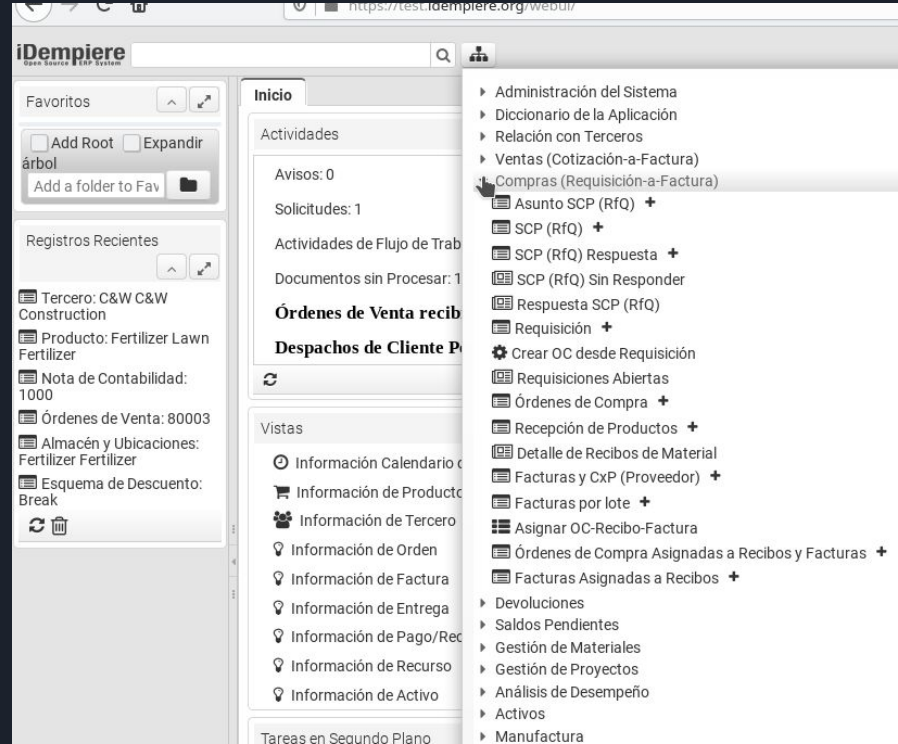 https://test.idempiere.org/webui/
iDempiere
Open Source ERP System
Favoritos
Add Root Expandir
árbol
Add a folder to Fav
Registros Recientes
Tercero: C&W C&W
Construction
Producto: Fertilizer Lawn
Fertilizer
Nota de Contabilidad:
1000
Órdenes de Venta: 80003
Almacén y Ubicaciones:
Fertilizer Fertilizer
Esquema de Descuento:
Break
Inicio
Actividades
Avisos: 0
Solicitudes: 1
Actividades de Flujo de Trab
Documentos sin Procesar: 1
Órdenes de Venta recib
Despachos de Cliente P
Vistas
Información Calendario
Información de Producto
Información de Tercero
Información de Orden
Información de Factura
Información de Entrega
Información de Pago/Rec
Información de Recurso
Información de Activo
Tareas en Segundo Plano
Administración del Sistema
Diccionario de la Aplicación
Relación con Terceros
Ventas (Cotización-a-Factura)
Compras (Requisición-a-Factura)
Asunto SCP (RfQ) +
SCP (RfQ) +
SCP (RfQ) Respuesta +
SCP (RfQ) Sin Responder
Respuesta SCP (RfQ)
Requisición +
Crear OC desde Requisición
Requisiciones Abiertas
Órdenes de Compra +
Recepción de Productos +
Detalle de Recibos de Material
Facturas y CxP (Proveedor) +
Facturas por lote +
Asignar OC-Recibo-Factura
Órdenes de Compra Asignadas a Recibos y Facturas +
Facturas Asignadas a Recibos +
Devoluciones
Saldos Pendientes
Gestión de Materiales
Gestión de Proyectos
Análisis de Desempeño
Activos
Manufactura